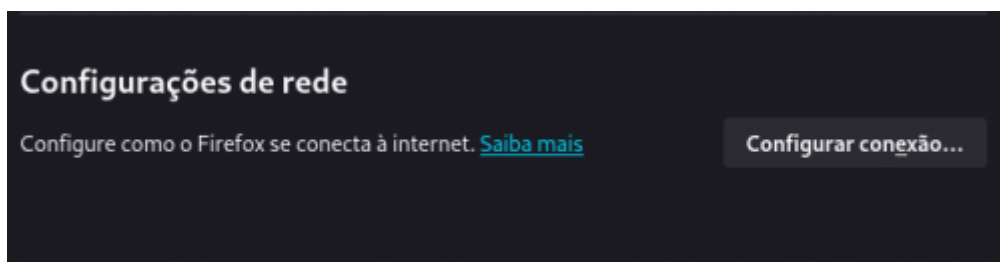 Configurações de rede
Configure como o Firefox se conecta à internet. Saiba mais
Configurar conexão...